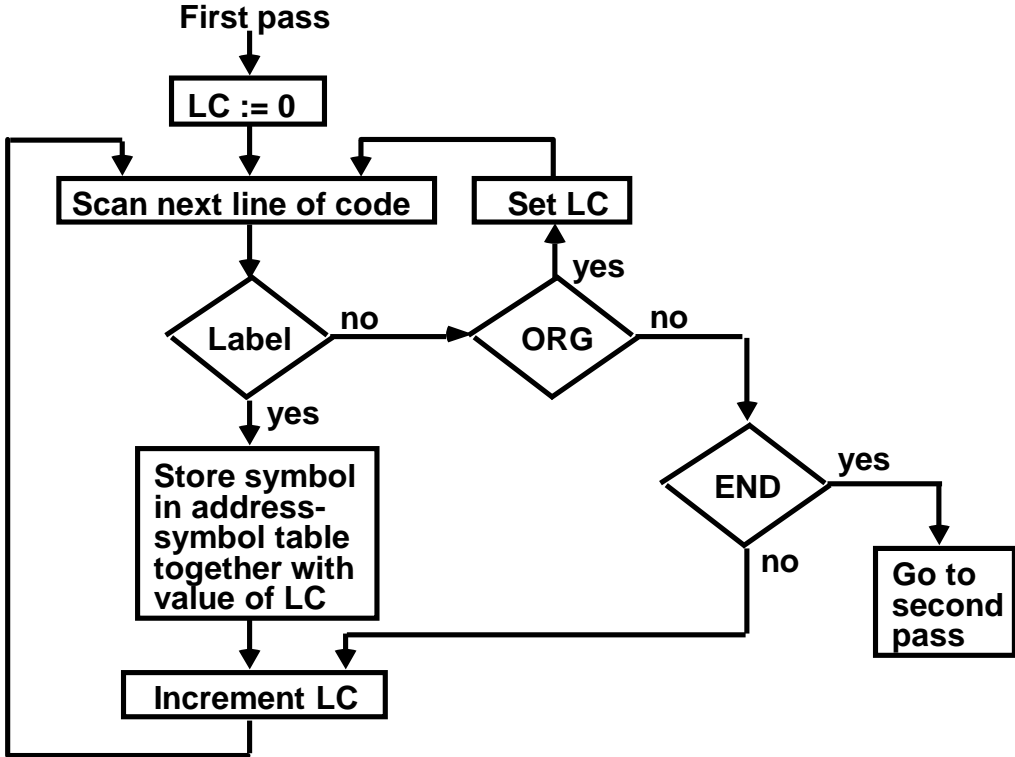 First pass
LC := 0
Scan next line of code
Set LC
yes
Label
no
ORG
no
yes
Store symbol
in address-
symbol table
together with
value of LC
END
yes
no
Go to
second
pass
Increment LC